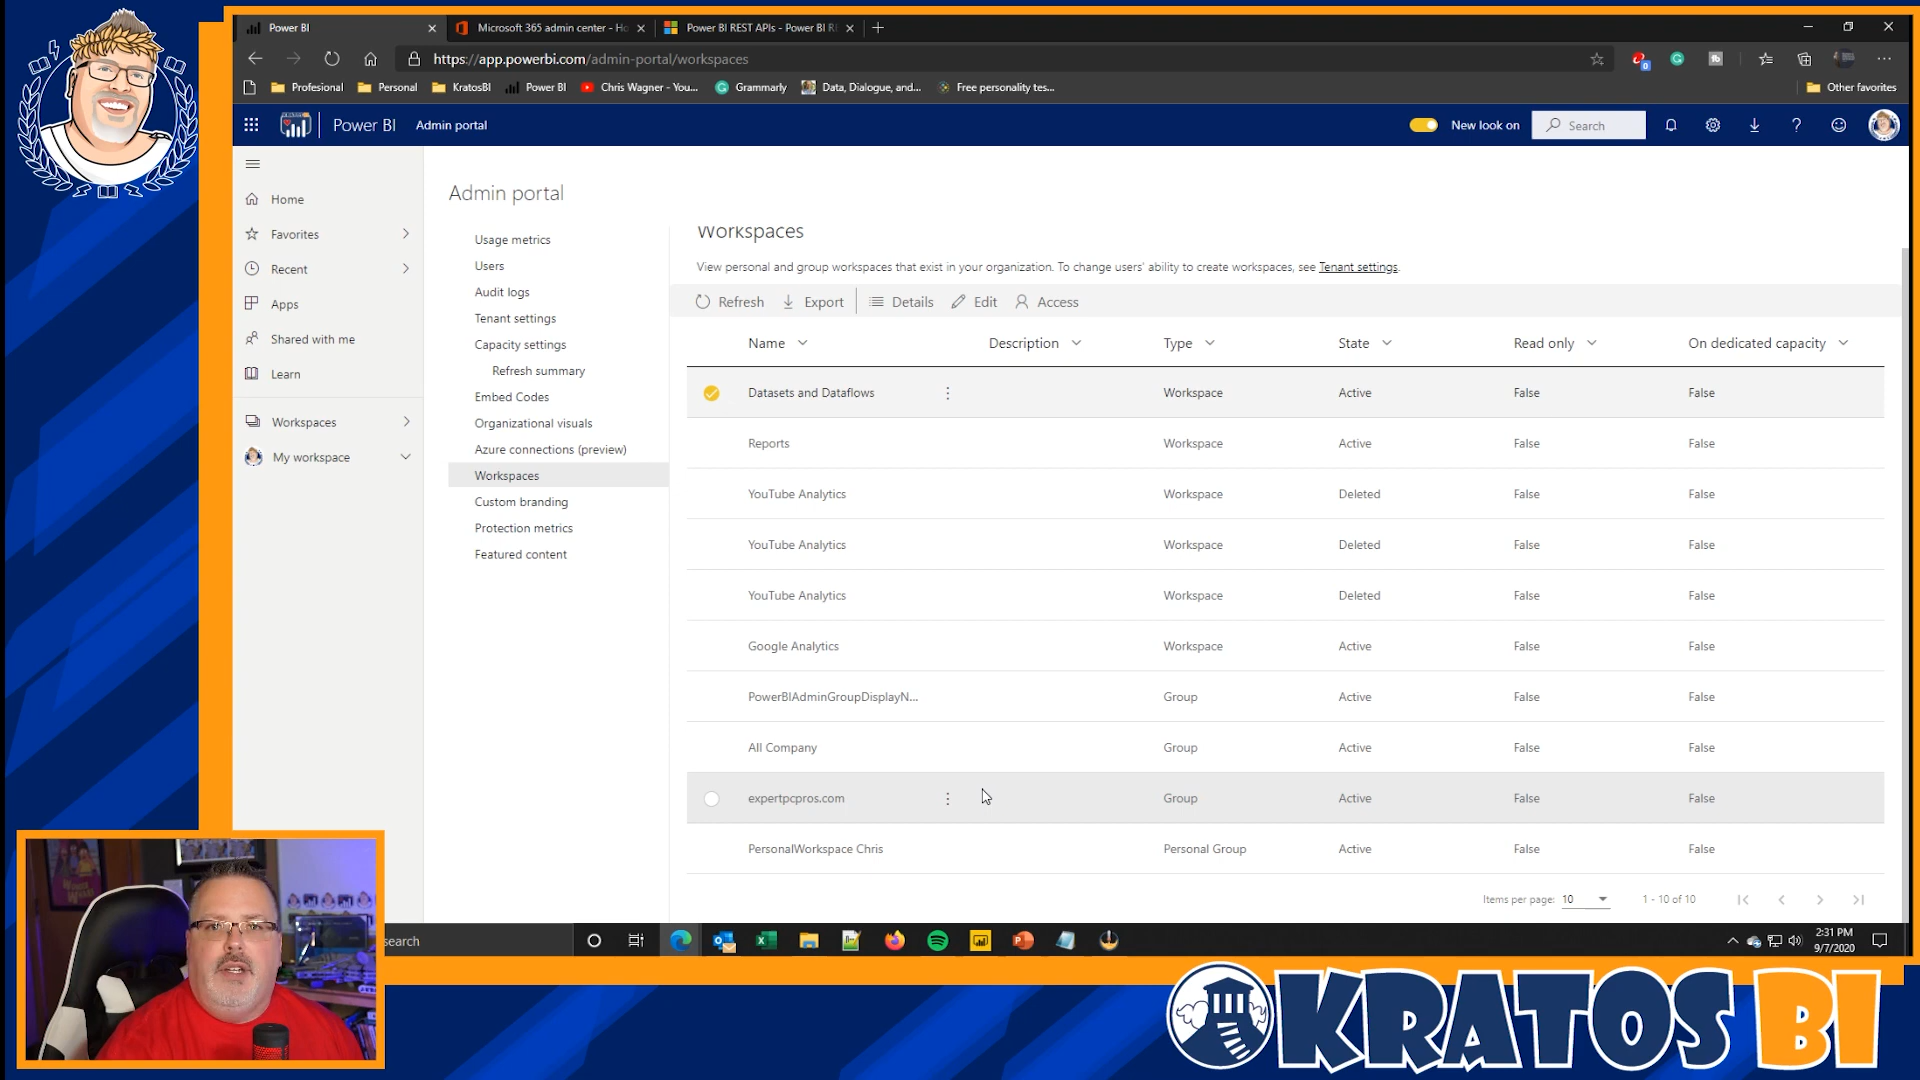 Power BI
Microsoft 365 admin center - Ho
Power BI REST APIs - Power BI RE
https://app.powerbi.com/admin-portal/workspaces
Profesional
Personal
KratosBI
Power BI
Chris Wagner - You...
Grammarly
Data, Dialogue, and...
Free personality tes...
Other favorites
Power BI
Admin portal
New look on
Search
Home
Favorites
Recent
Apps
Shared with me
Learn
Workspaces
My workspace
Admin portal
Usage metrics
Users
Audit logs
Tenant settings
Capacity settings
Refresh summary
Embed Codes
Organizational visuals
Azure connections (preview)
Workspaces
Custom branding
Protection metrics
Featured content
Workspaces
View personal and group workspaces that exist in your organization. To change users' ability to create workspaces, see Tenant settings.
Refresh Export Details Edit Access
Name Description Type State Read only On dedicated capacity
Datasets and Dataflows Workspace Active False False
Reports Workspace Active False False
YouTube Analytics Workspace Deleted False False
YouTube Analytics Workspace Deleted False False
YouTube Analytics Workspace Deleted False False
Google Analytics Workspace Active False False
PowerBIAdminGroupDisplayN... Group Active False False
All Company Group Active False False
expertpcpros.com Group Active False False
PersonalWorkspace Chris Personal Group Active False False
Items per page: 10 1 - 10 of 10
search
2:31 PM
9/7/2020
KRATOS BI